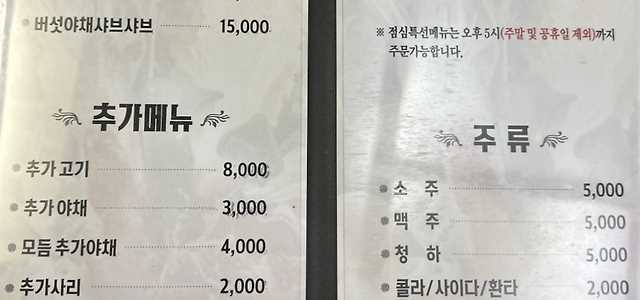 버섯야채샤브샤브 15,000
추가메뉴
추가 고기 8,000
추가 야채 3,000
모듬 추가야채 4,000
추가사리 2,000
※ 점심특선메뉴는 오후 5시(주말 및 공휴일 제외)까지
주문가능합니다.
주 류
소 주 5,000
맥 주 5,000
청 하 5,000
콜라/사이다/환타 2,000